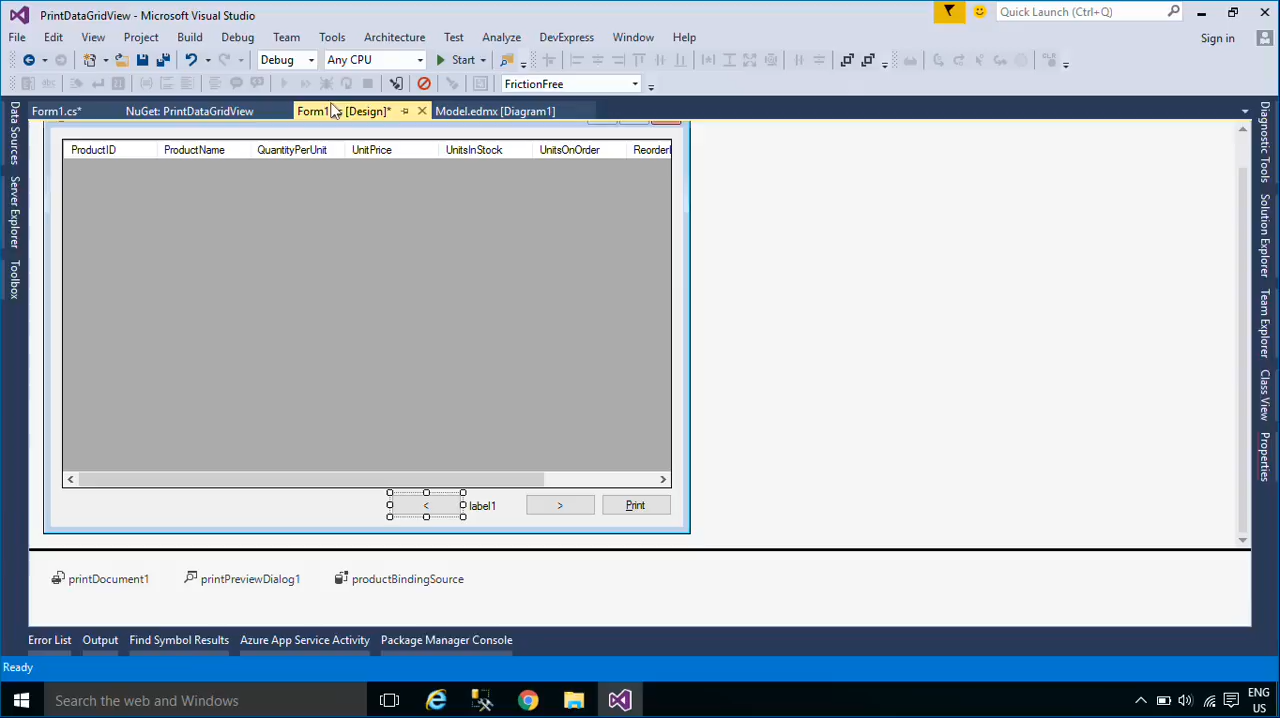 PrintDataGridView - Microsoft Visual Studio
Quick Launch (Ctrl+Q)
File Edit View Project Build Debug Team Tools Architecture Test Analyze DevExpress Window Help Sign in
Debug Any CPU Start
FrictionFree
Form1.cs* NuGet: PrintDataGridView [Design]* Model.edmx [Diagram1]
Data Sources
Server Explorer
Toolbox
ProductID ProductName QuantityPerUnit UnitPrice UnitsInStock UnitsOnOrder
< label1 > Print
printDocument1 printPreviewDialog1 productBindingSource
Diagnostic Tools
Solution Explorer
Team Explorer
Class View
Properties
Error List Output Find Symbol Results Azure App Service Activity Package Manager Console
Ready
Search the web and Windows
ENG
US